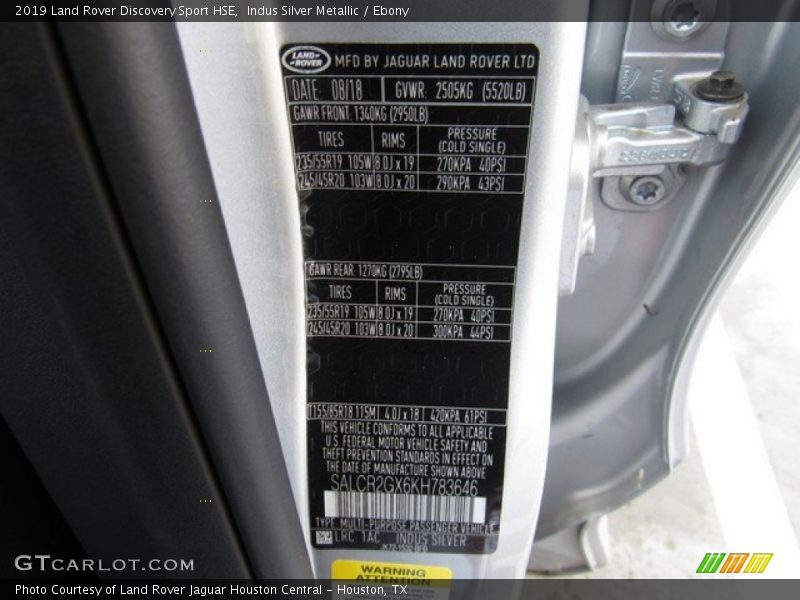 2019 Land Rover Discovery Sport HSE, Indus Silver Metallic / Ebony
LAND-ROVER
MFD BY JAGUAR LAND ROVER LTD
DATE: 08/18 GVWR: 2505KG (5520LB)
GAWR FRONT: 1340KG (2950LB)
TIRES RIMS PRESSURE (COLD SINGLE)
235/55R19 105W 8.0J x 19 270KPA 40PSI
245/45R20 103W 8.0J x 20 290KPA 43PSI
GAWR REAR: 1270KG (2795LB)
TIRES RIMS PRESSURE (COLD SINGLE)
235/55R19 105W 8.0J x 19 270KPA 40PSI
245/45R20 103W 8.0J x 20 300KPA 44PSI
T155/85R18 115M 4.0J x 18 420KPA 61PSI
THIS VEHICLE CONFORMS TO ALL APPLICABLE
U.S. FEDERAL MOTOR VEHICLE SAFETY AND
THEFT PREVENTION STANDARDS IN EFFECT ON
THE DATE OF MANUFACTURE SHOWN ABOVE
SALCR2GX6KH783646
TYPE: MULTI-PURPOSE PASSENGER VEHICLE
LRC 1AC INDUS SILVER
WARNING
ATTENTION
GTCarlot.com
Photo Courtesy of Land Rover Jaguar Houston Central - Houston, TX